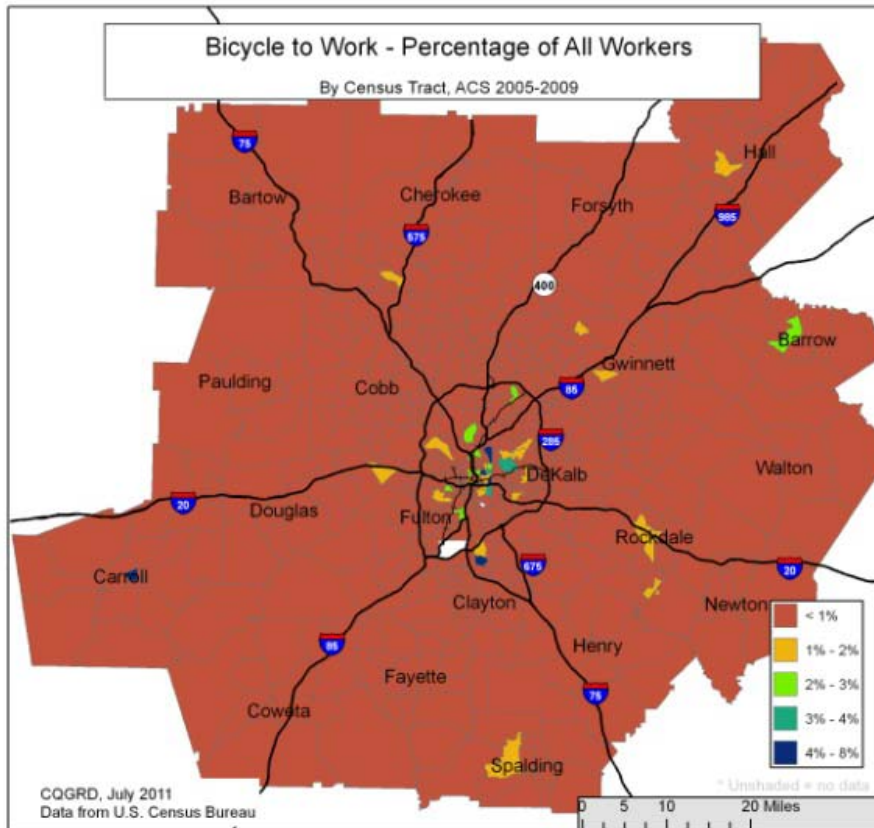 Bicycle to Work - Percentage of All Workers
By Census Tract, ACS 2005-2009
75
Hall
Bartow
Cherokee
Forsyth
985
575
400
Barrow
Gwinnett
Paulding
Cobb
85
285
DeKalb
Walton
20
Douglas
Fulton
Rockdale
Carroll
675
20
Clayton
Newton
< 1%
1% - 2%
2% - 3%
3% - 4%
4% - 8%
85
Henry
Fayette
75
Coweta
Spalding
* Unshaded = no data
CQGRD, July 2011
Data from U.S. Census Bureau
0 5 10 20 Miles